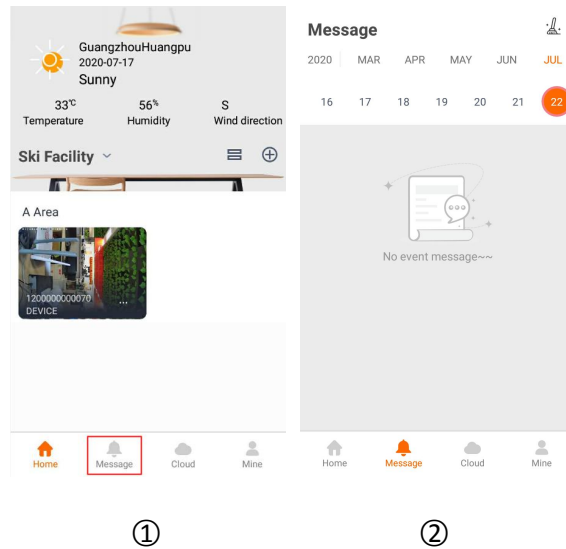 GuangzhouHuangpu
2020-07-17
Sunny
33℃ 56% S
Temperature Humidity Wind direction
Ski Facility
A Area
1200000000070 ...
DEVICE
Home Message Cloud Mine
①
Message
2020 MAR APR MAY JUN JUL
16 17 18 19 20 21 22
No event message~~
Home Message Cloud Mine
②